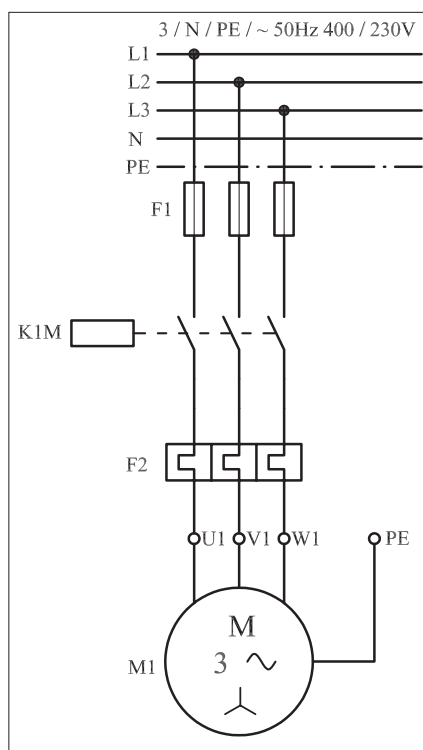 3 / N / PE / ~ 50Hz 400 / 230V
L1
L2
L3
N
PE
F1
K1M
F2
U1 V1 W1 PE
M
M1 3